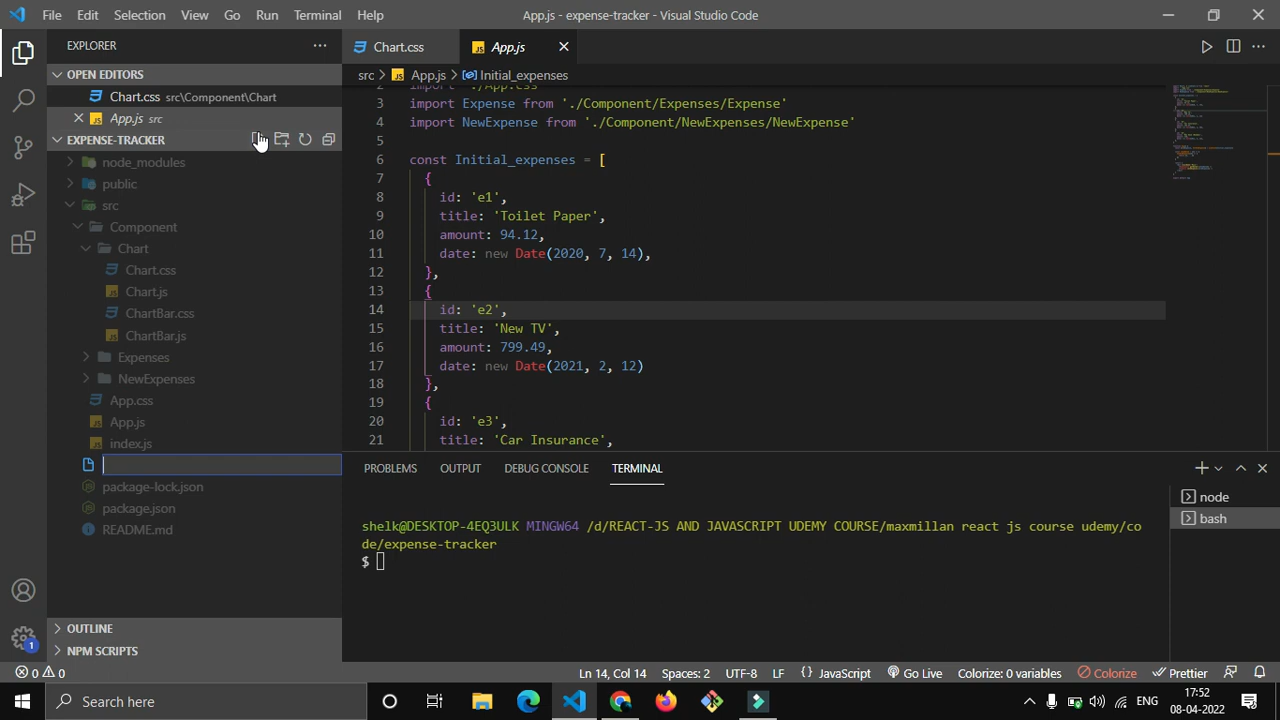 File Edit Selection View Go Run Terminal Help
App.js - expense-tracker - Visual Studio Code
EXPLORER
OPEN EDITORS
Chart.css src\Component\Chart
App.js src
EXPENSE-TRACKER
node_modules
public
src
Component
Chart
Chart.css
Chart.js
ChartBar.css
ChartBar.js
Expenses
NewExpenses
App.css
App.js
index.js
package-lock.json
package.json
README.md
OUTLINE
NPM SCRIPTS
Chart.css
App.js
src > App.js > Initial_expenses
2 import './App.css'
3 import Expense from './Component/Expenses/Expense'
4 import NewExpense from './Component/NewExpenses/NewExpense'
5
6 const Initial_expenses = [
7 {
8 id: 'e1',
9 title: 'Toilet Paper',
10 amount: 94.12,
11 date: new Date(2020, 7, 14),
12 },
13 {
14 id: 'e2',
15 title: 'New TV',
16 amount: 799.49,
17 date: new Date(2021, 2, 12)
18 },
19 {
20 id: 'e3',
21 title: 'Car Insurance',
PROBLEMS OUTPUT DEBUG CONSOLE TERMINAL
node
bash
shelk@DESKTOP-4EQ3ULK MINGW64 /d/REACT-JS AND JAVASCRIPT UDEMY COURSE/maxmillan react js course udemy/co
de/expense-tracker
$
1
0 0
Ln 14, Col 14 Spaces: 2 UTF-8 LF { } JavaScript Go Live Colorize: 0 variables Colorize Prettier
Search here
ENG
17:52
08-04-2022